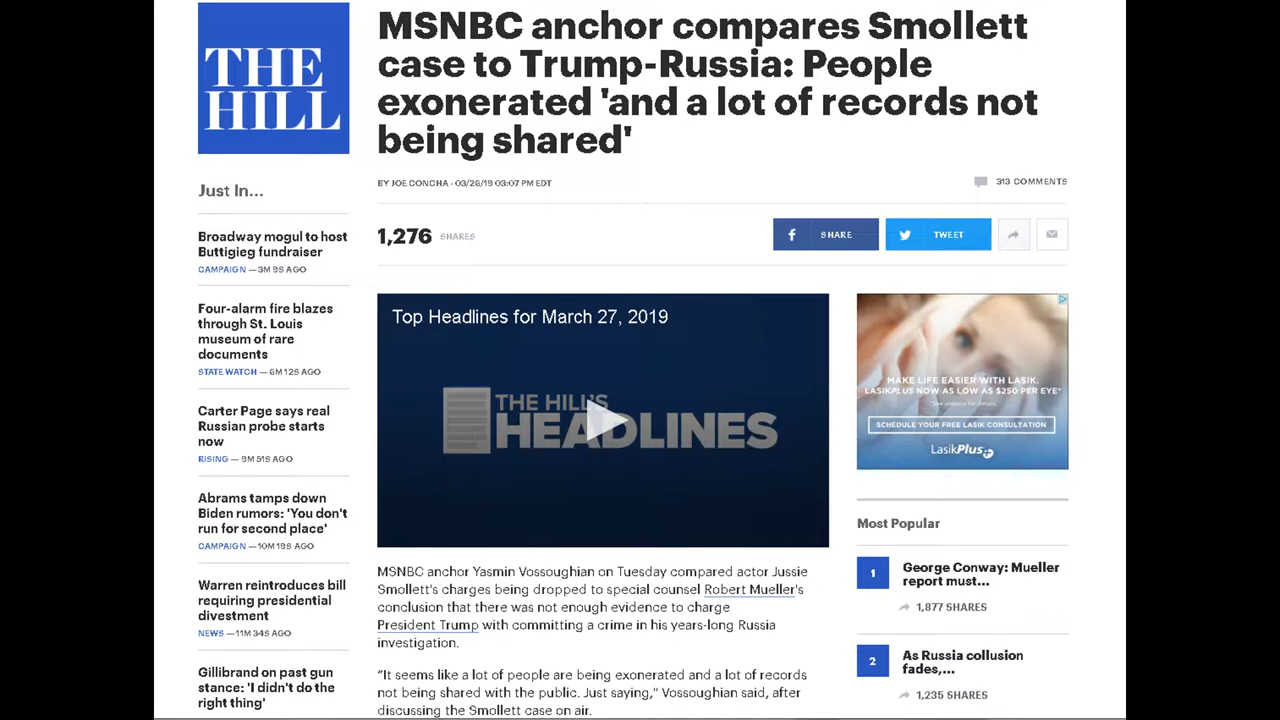 THE
HILL
MSNBC anchor compares Smollett
case to Trump-Russia: People
exonerated 'and a lot of records not
being shared'
BY JOE CONCHA - 03/26/19 03:07 PM EDT
313 COMMENTS
1,276 SHARES
SHARE
TWEET
Just In...
Broadway mogul to host
Buttigieg fundraiser
CAMPAIGN — 3M 9S AGO
Four-alarm fire blazes
through St. Louis
museum of rare
documents
STATE WATCH — 6M 12S AGO
Carter Page says real
Russian probe starts
now
RISING — 9M 51S AGO
Abrams tamps down
Biden rumors: 'You don't
run for second place'
CAMPAIGN — 10M 19S AGO
Warren reintroduces bill
requiring presidential
divestment
NEWS — 11M 34S AGO
Gillibrand on past gun
stance: 'I didn't do the
right thing'
Top Headlines for March 27, 2019
THE HILL'S
HEADLINES
MSNBC anchor Yasmin Vossoughian on Tuesday compared actor Jussie
Smollett's charges being dropped to special counsel Robert Mueller's
conclusion that there was not enough evidence to charge
President Trump with committing a crime in his years-long Russia
investigation.
“It seems like a lot of people are being exonerated and a lot of records
not being shared with the public. Just saying," Vossoughian said, after
discussing the Smollett case on air.
MAKE LIFE EASIER WITH LASIK.
LASIKPLUS NOW AS LOW AS $250 PER EYE*
*See website for details.
SCHEDULE YOUR FREE LASIK CONSULTATION
LasikPlus
Most Popular
1
George Conway: Mueller
report must...
1,877 SHARES
2
As Russia collusion
fades,...
1,235 SHARES